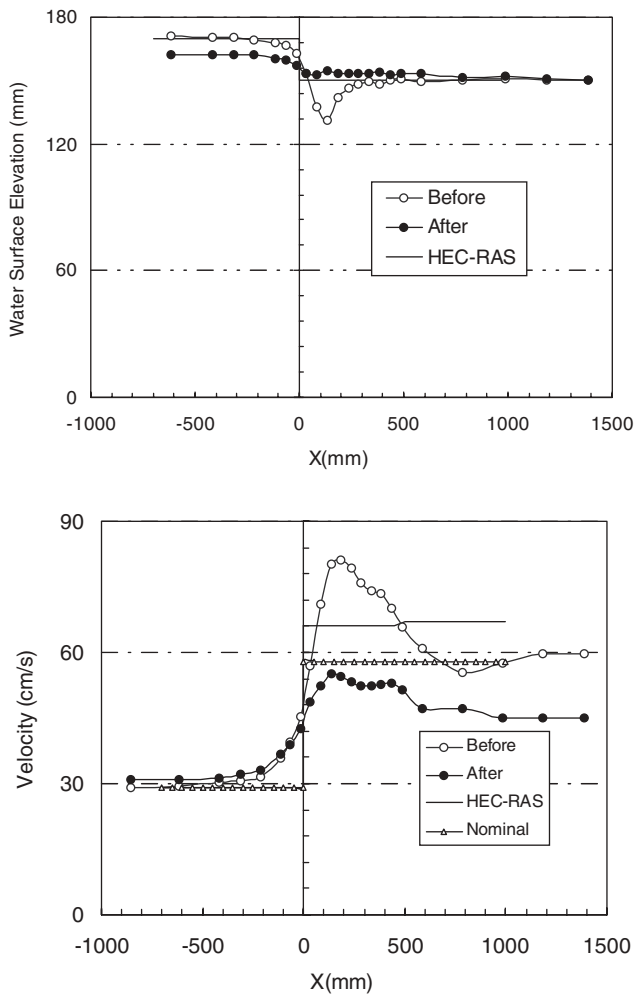 180
120
60
0
Water Surface Elevation (mm)
Before
After
HEC-RAS
-1000 -500 0 500 1000 1500
X(mm)
90
60
30
0
Velocity (cm/s)
Before
After
HEC-RAS
Nominal
-1000 -500 0 500 1000 1500
X(mm)